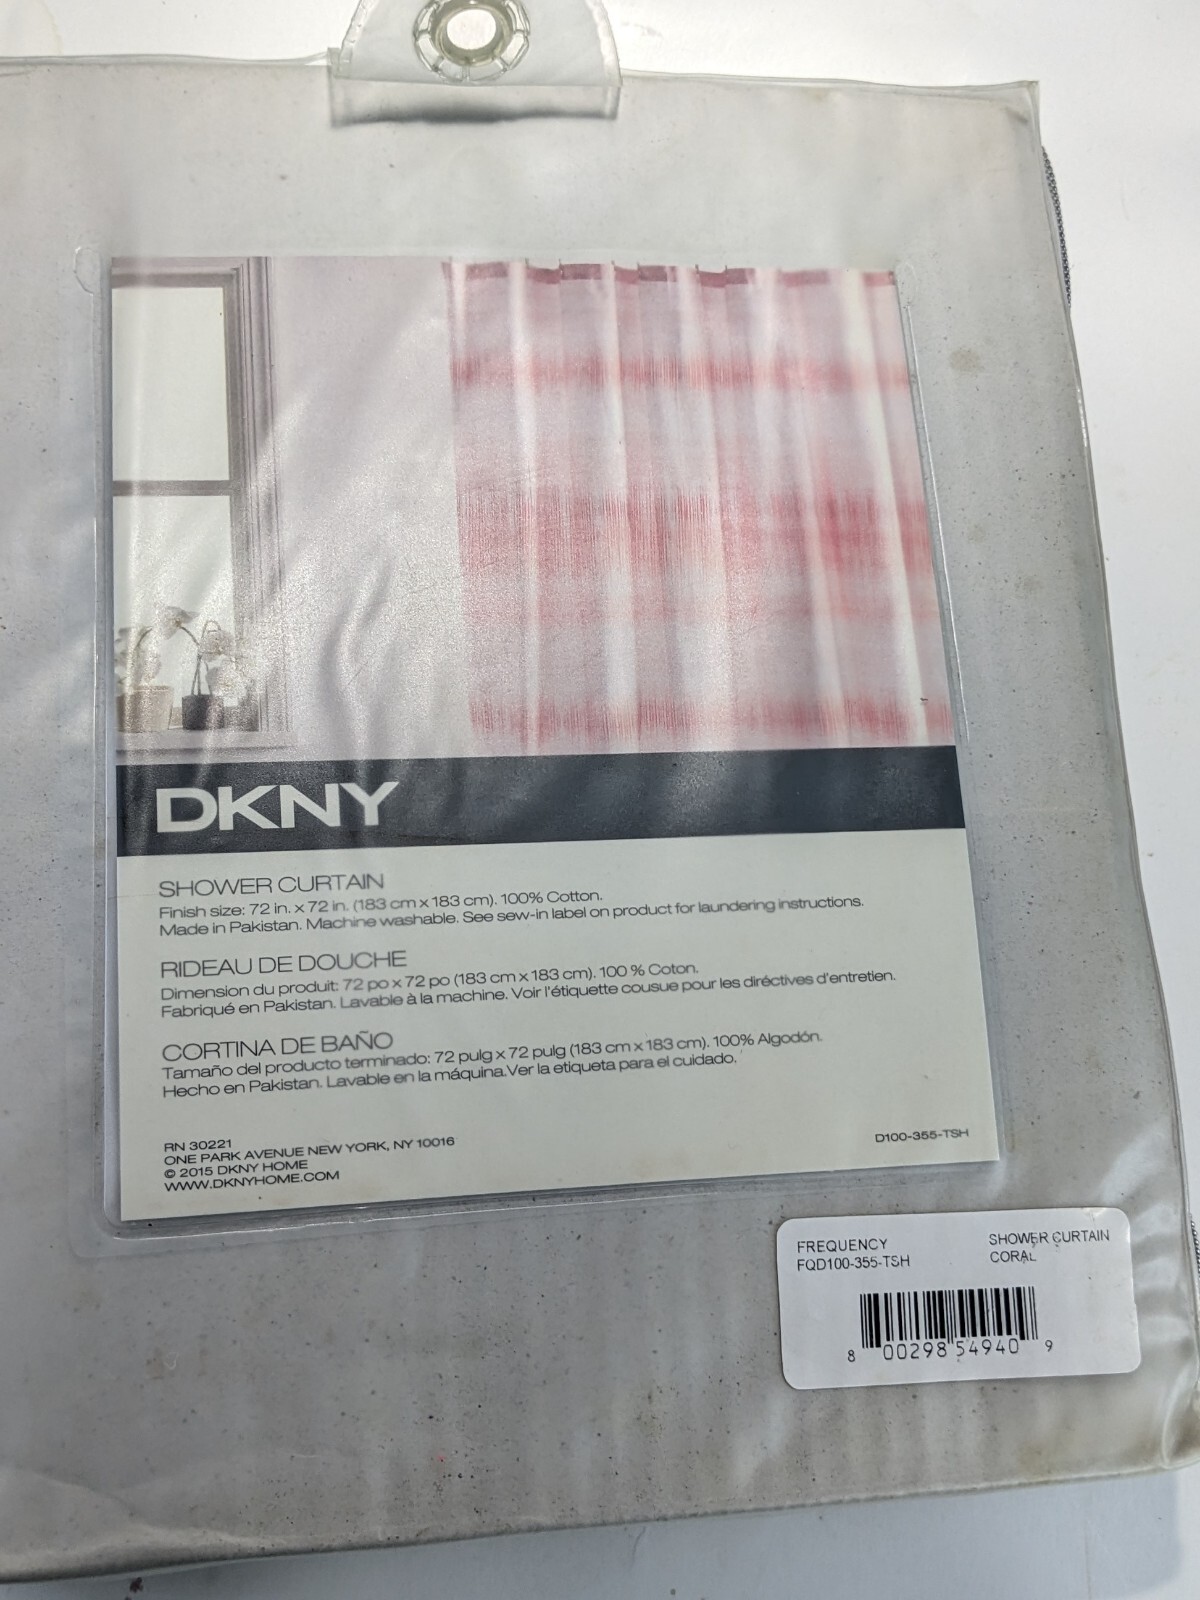 DKNY
SHOWER CURTAIN
Finish size: 72 in. x 72 in. (183 cm x 183 cm). 100% Cotton.
Made in Pakistan. Machine washable. See sew-in label on product for laundering instructions.
RIDEAU DE DOUCHE
Dimension du produit: 72 po x 72 po (183 cm x 183 cm). 100 % Coton.
Fabriqué en Pakistan. Lavable à la machine. Voir l'étiquette cousue pour les diréctives d'entretien.
CORTINA DE BAÑO
Tamaño del producto terminado: 72 pulg x 72 pulg (183 cm x 183 cm). 100% Algodón.
Hecho en Pakistan. Lavable en la máquina.Ver la etiqueta para el cuidado.
RN 30221
ONE PARK AVENUE NEW YORK, NY 10016
© 2015 DKNY HOME
WWW.DKNYHOME.COM
D100-355-TSH
FREQUENCY SHOWER CURTAIN
FQD100-355-TSH CORAL
8 00298 54940 9